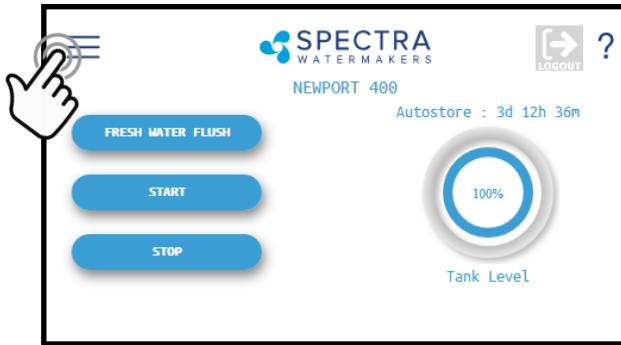 SPECTRA
WATERMAKERS
LOGOUT
?
NEWPORT 400
Autostore : 3d 12h 36m
FRESH WATER FLUSH
START
100%
STOP
Tank Level